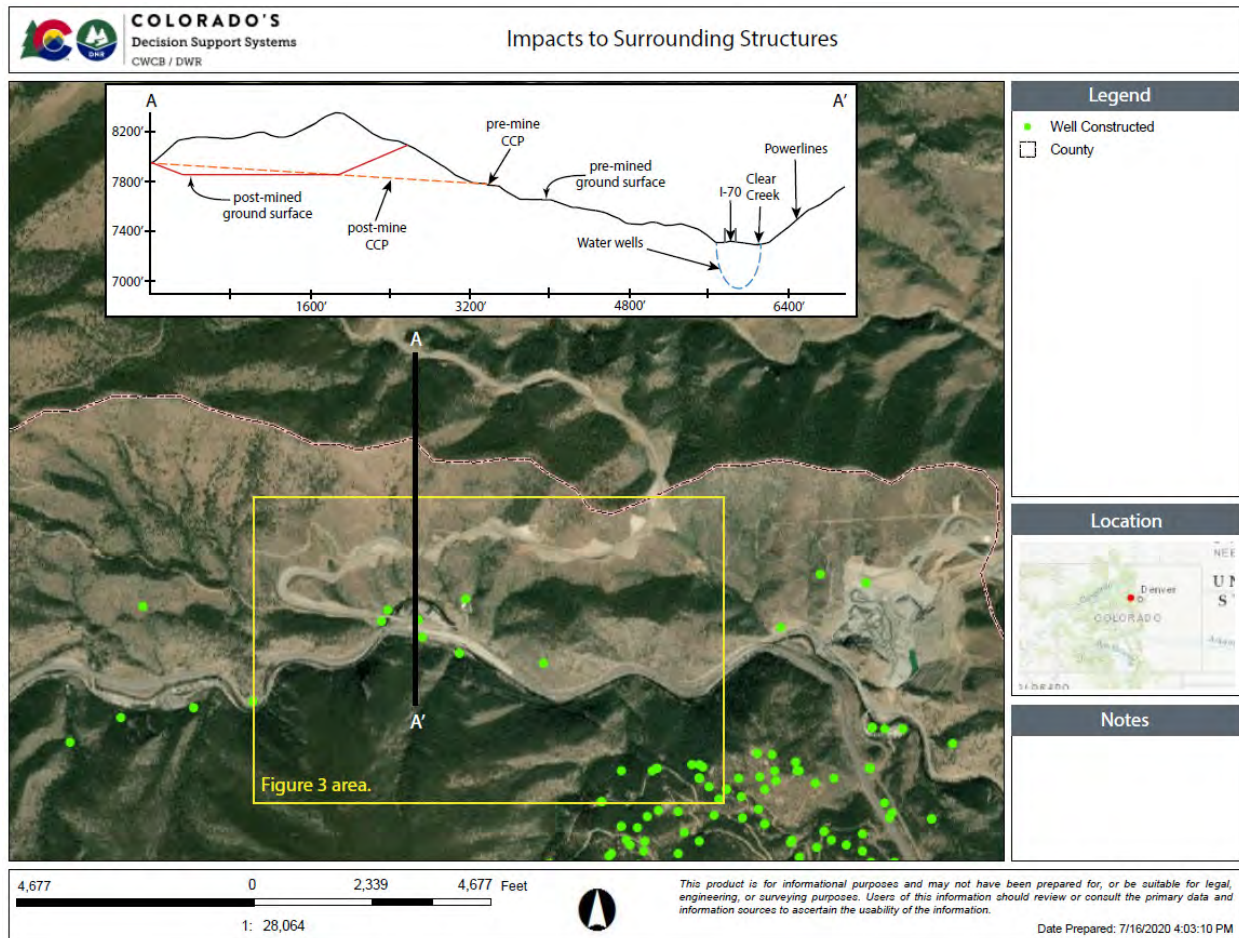 COLORADO'S
Decision Support Systems
CWCB / DWR
DNR
Impacts to Surrounding Structures
A
A'
8200'
7800'
7400'
7000'
1600'
3200'
4800'
6400'
post-mined
ground surface
post-mine
CCP
pre-mine
CCP
pre-mined
ground surface
Water wells
I-70
Clear
Creek
Powerlines
A
A'
Figure 3 area.
Legend
Well Constructed
County
Location
NEE
U N
S
Denver
COLORADO
Notes
4,677
0
2,339
4,677 Feet
1: 28,064
This product is for informational purposes and may not have been prepared for, or be suitable for legal,
engineering, or surveying purposes. Users of this information should review or consult the primary data and
information sources to ascertain the usability of the information.
Date Prepared: 7/16/2020 4:03:10 PM